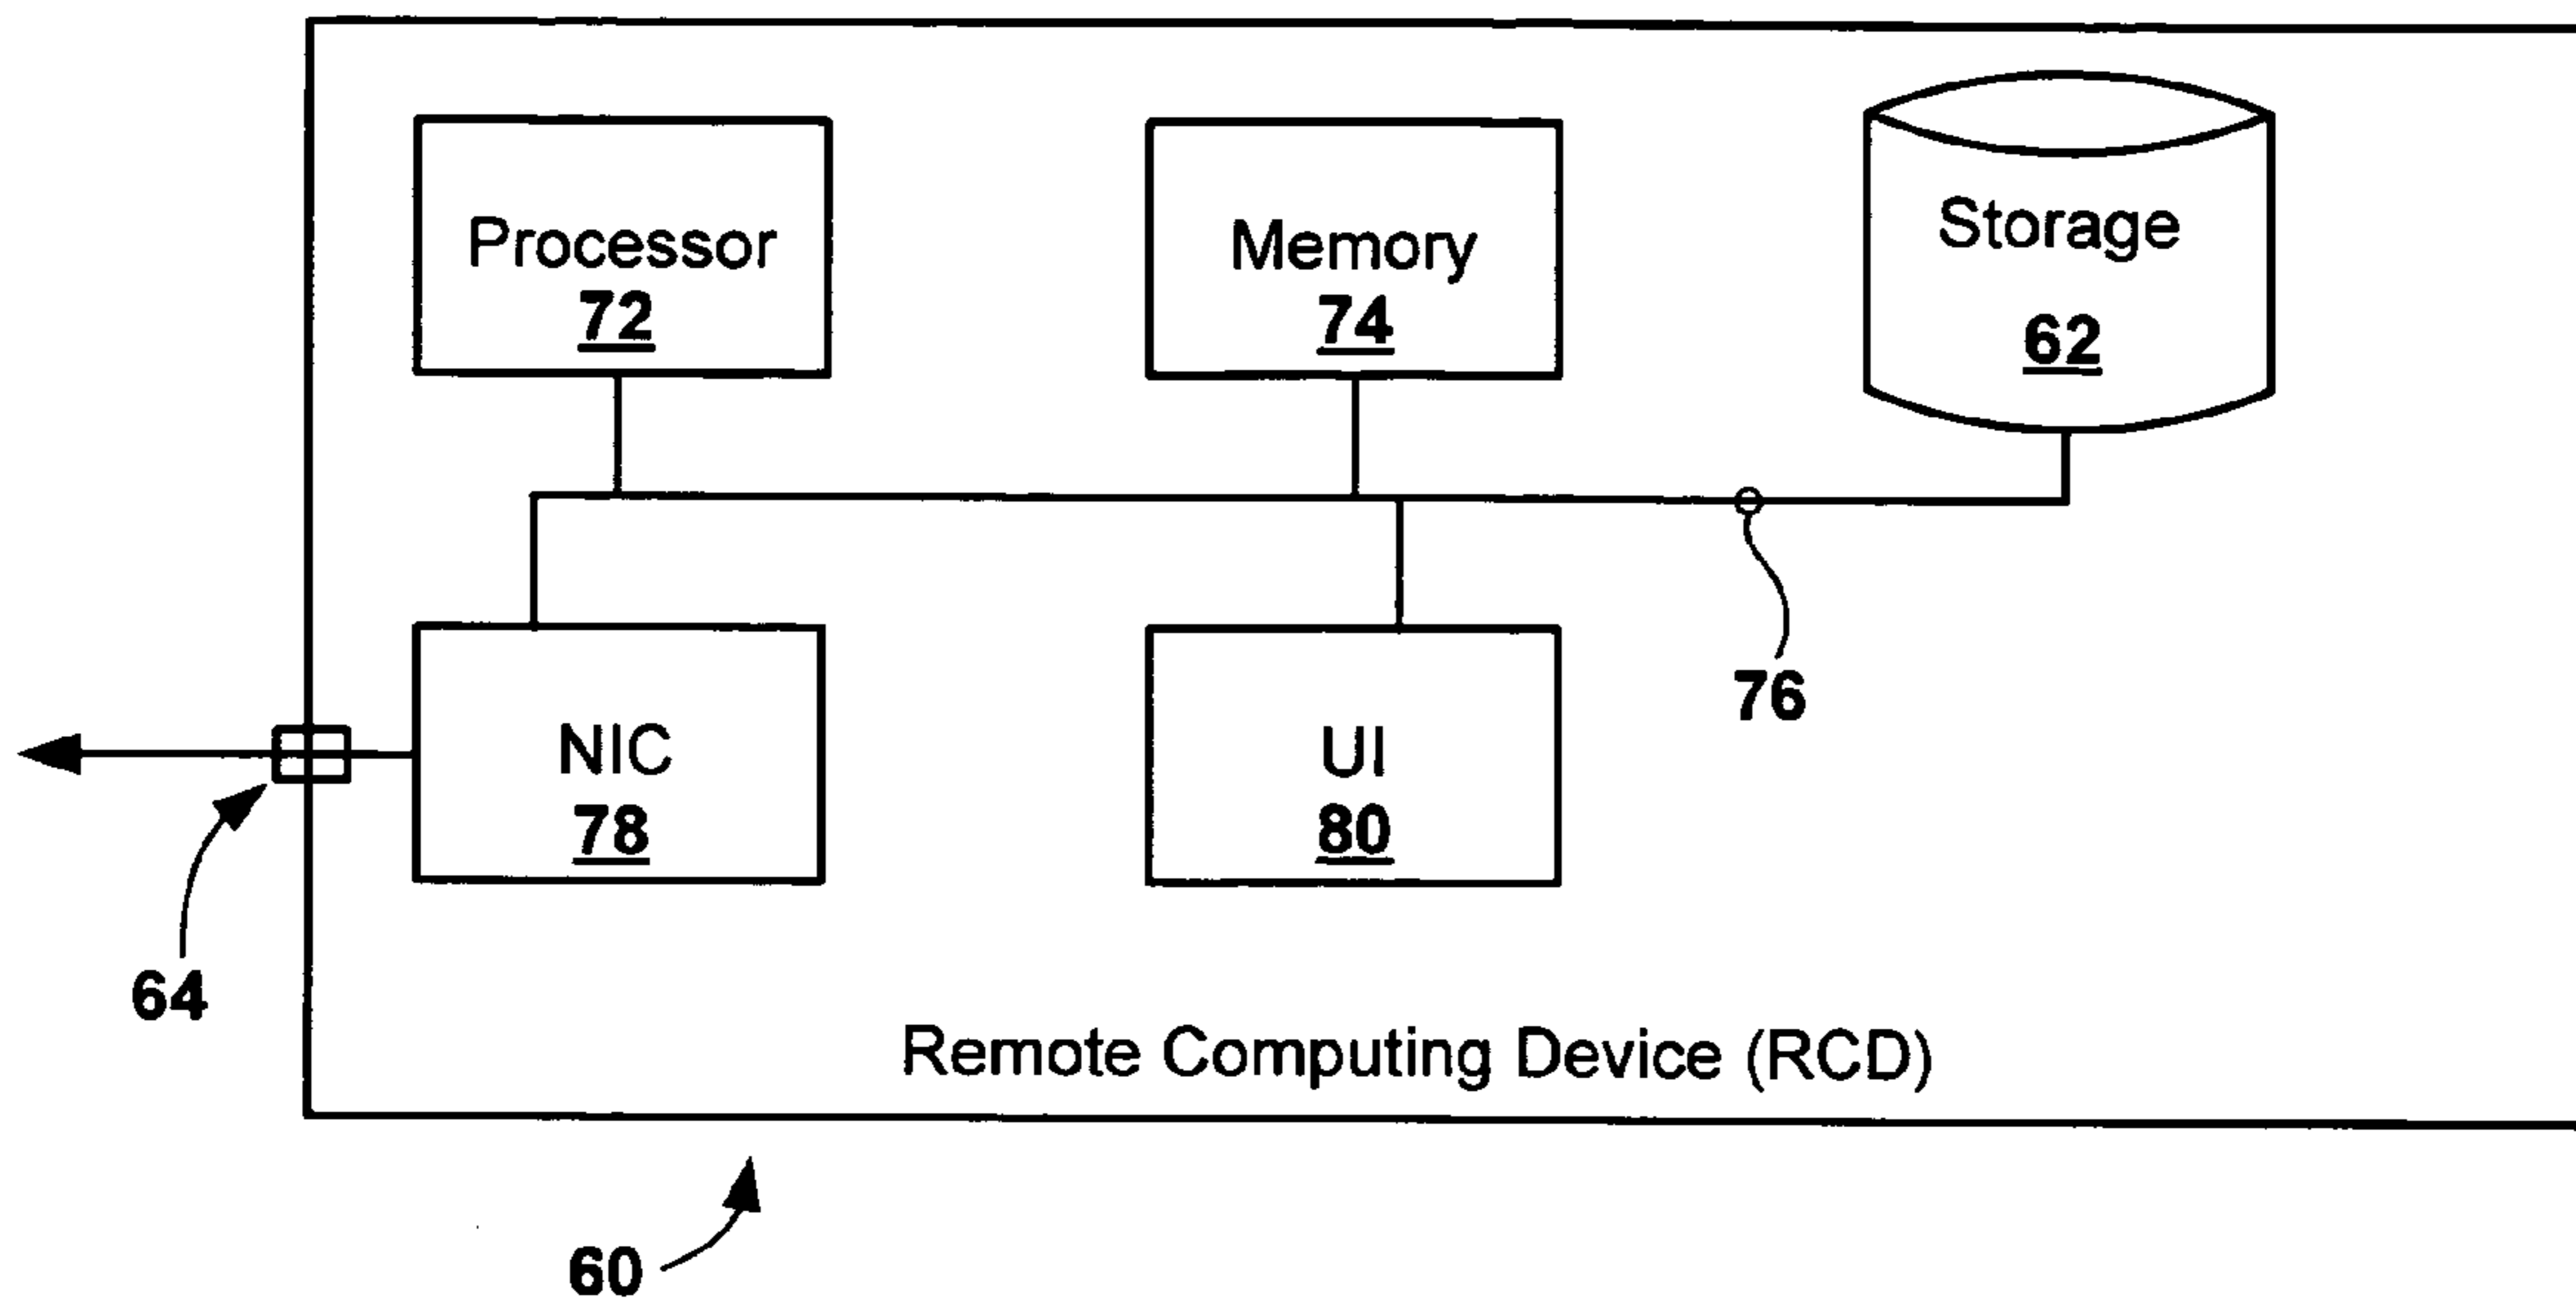 Processor
72
Memory
74
Storage
62
76
NIC
78
UI
80
64
Remote Computing Device (RCD)
60